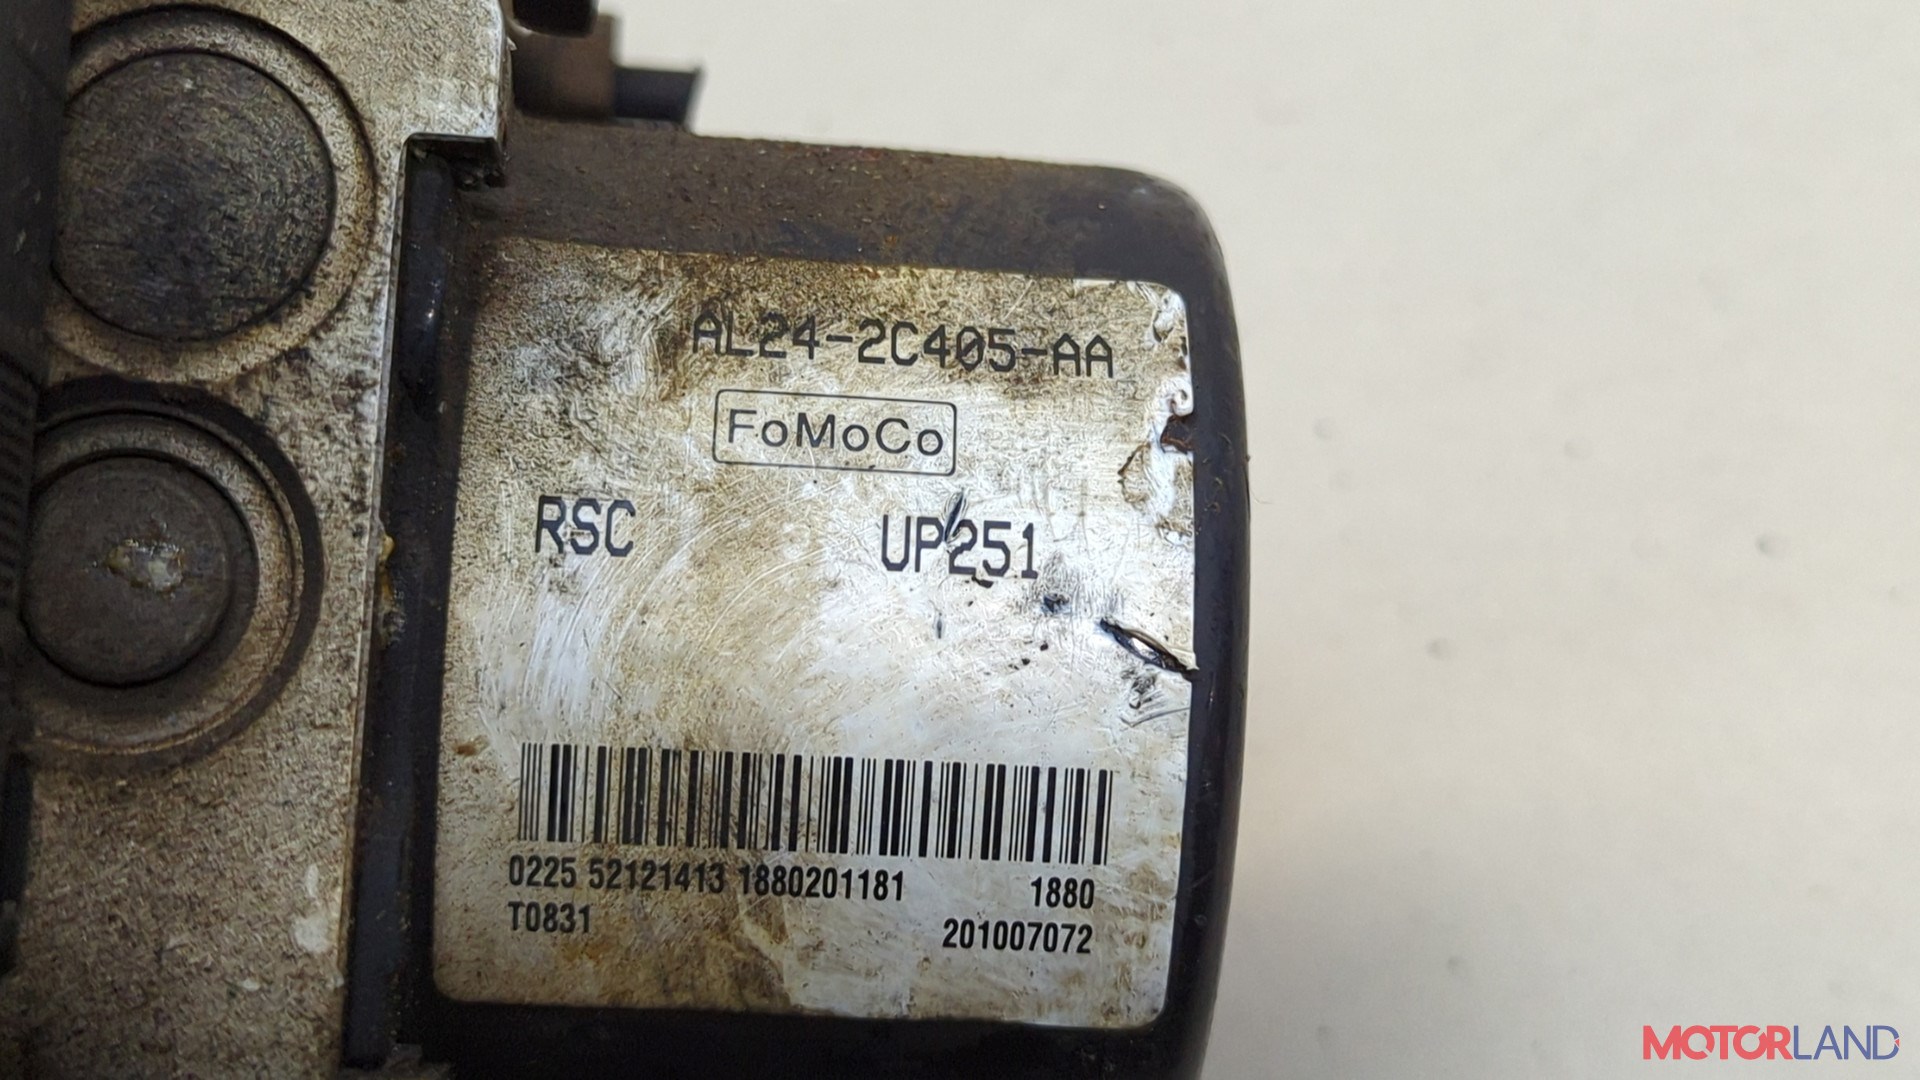 AL24-2C405-AA
FoMoCo
RSC UP251
0225 52121413 1880201181 1880
T0831 201007072
MOTORLAND